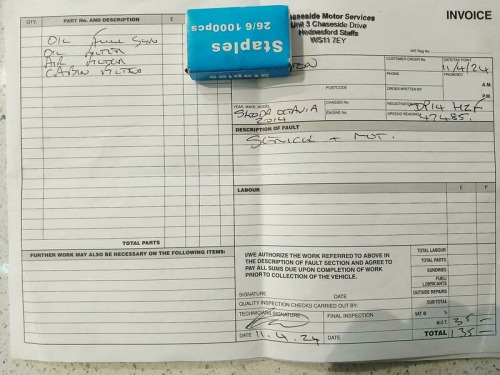 INVOICE
Chaseside Motor Services
Unit 3 Chaseside Drive
Hednesford Staffs
WS11 7EY
Staples
26/6 1000pcs
Staples
QTY. PART No. AND DESCRIPTION £
OIL FULL SYN
OIL FILTER
AIR FILTER
CABIN FILTER
VAT Reg No
CUSTOMER ORDER No. DATE/TAX POINT
11/4/24
PHONE PROMISED
A.M.
POSTCODE ORDER WRITTEN BY
P.M.
YEAR, MAKE, MODEL CHASSIS No REGISTRATION
SKODA OCTAVIA
2014
ENGINE No SPEEDO READING
47485.
DESCRIPTION OF FAULT
SERVICE + MOT.
LABOUR £ P
TOTAL PARTS
FURTHER WORK MAY ALSO BE NECESSARY ON THE FOLLOWING ITEMS:
I/WE AUTHORIZE THE WORK REFERRED TO ABOVE IN
THE DESCRIPTION OF FAULT SECTION AND AGREE TO
PAY ALL SUMS DUE UPON COMPLETION OF WORK
PRIOR TO COLLECTION OF THE VEHICLE.
SIGNATURE DATE
QUALITY INSPECTION CHECKS CARRIED OUT BY:
TECHNICIANS SIGNATURE FINAL INSPECTION
DATE 11.4.24 DATE
TOTAL LABOUR
TOTAL PARTS
SUNDRIES
FUEL/
LUBRICANTS
OUTSIDE REPAIRS
SUB TOTAL
VAT @ %
M.O.T. 35 —
TOTAL 135 —